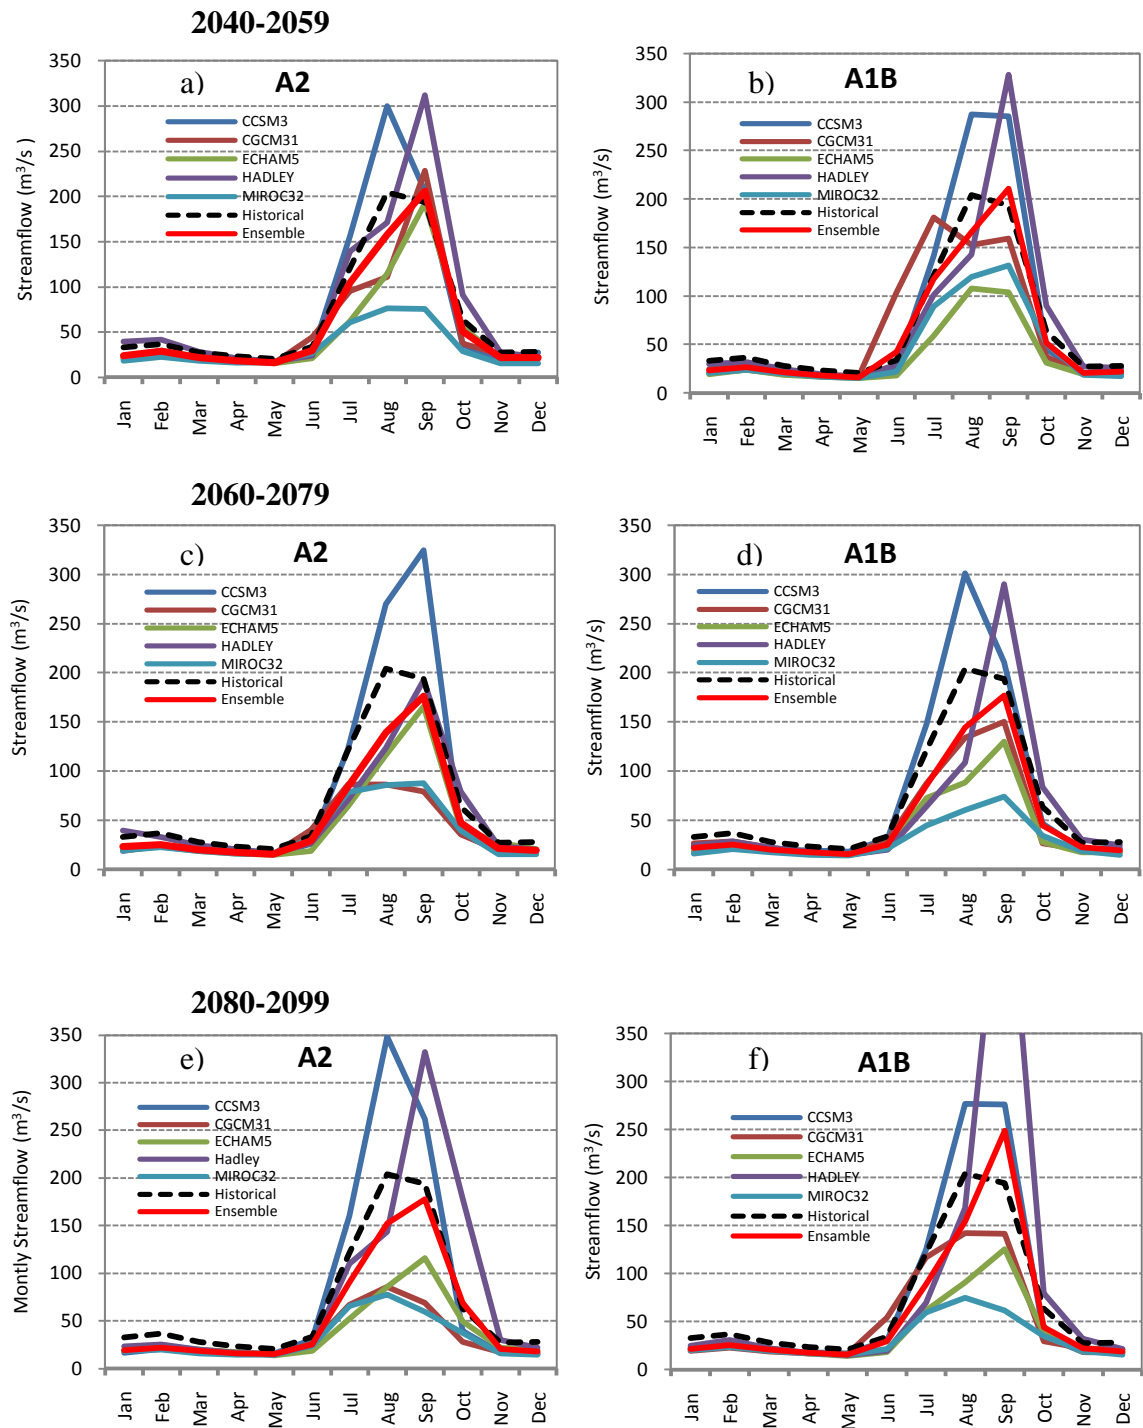 2040-2059
a) A2
Streamflow (m³/s )
350
300
250
200
150
100
50
0
CCSM3
CGCM31
ECHAM5
HADLEY
MIROC32
Historical
Ensemble
Jan Feb Mar Apr May Jun Jul Aug Sep Oct Nov Dec
b) A1B
Streamflow (m³/s)
350
300
250
200
150
100
50
0
CCSM3
CGCM31
ECHAM5
HADLEY
MIROC32
Historical
Ensemble
Jan Feb Mar Apr May Jun Jul Aug Sep Oct Nov Dec
2060-2079
c) A2
Streamflow (m³/s)
350
300
250
200
150
100
50
0
CCSM3
CGCM31
ECHAM5
HADLEY
MIROC32
Historical
Ensemble
Jan Feb Mar Apr May Jun Jul Aug Sep Oct Nov Dec
d) A1B
Streamflow (m³/s)
350
300
250
200
150
100
50
0
CCSM3
CGCM31
ECHAM5
HADLEY
MIROC32
Historical
Ensemble
Jan Feb Mar Apr May Jun Jul Aug Sep Oct Nov Dec
2080-2099
e) A2
Montly Streamflow (m³/s)
350
300
250
200
150
100
50
0
CCSM3
CGCM31
ECHAM5
Hadley
MIROC32
Historical
Ensemble
Jan Feb Mar Apr May Jun Jul Aug Sep Oct Nov Dec
f) A1B
Streamflow (m³/s)
350
300
250
200
150
100
50
0
CCSM3
CGCM31
ECHAM5
HADLEY
MIROC32
Historical
Ensamble
Jan Feb Mar Apr May Jun Jul Aug Sep Oct Nov Dec